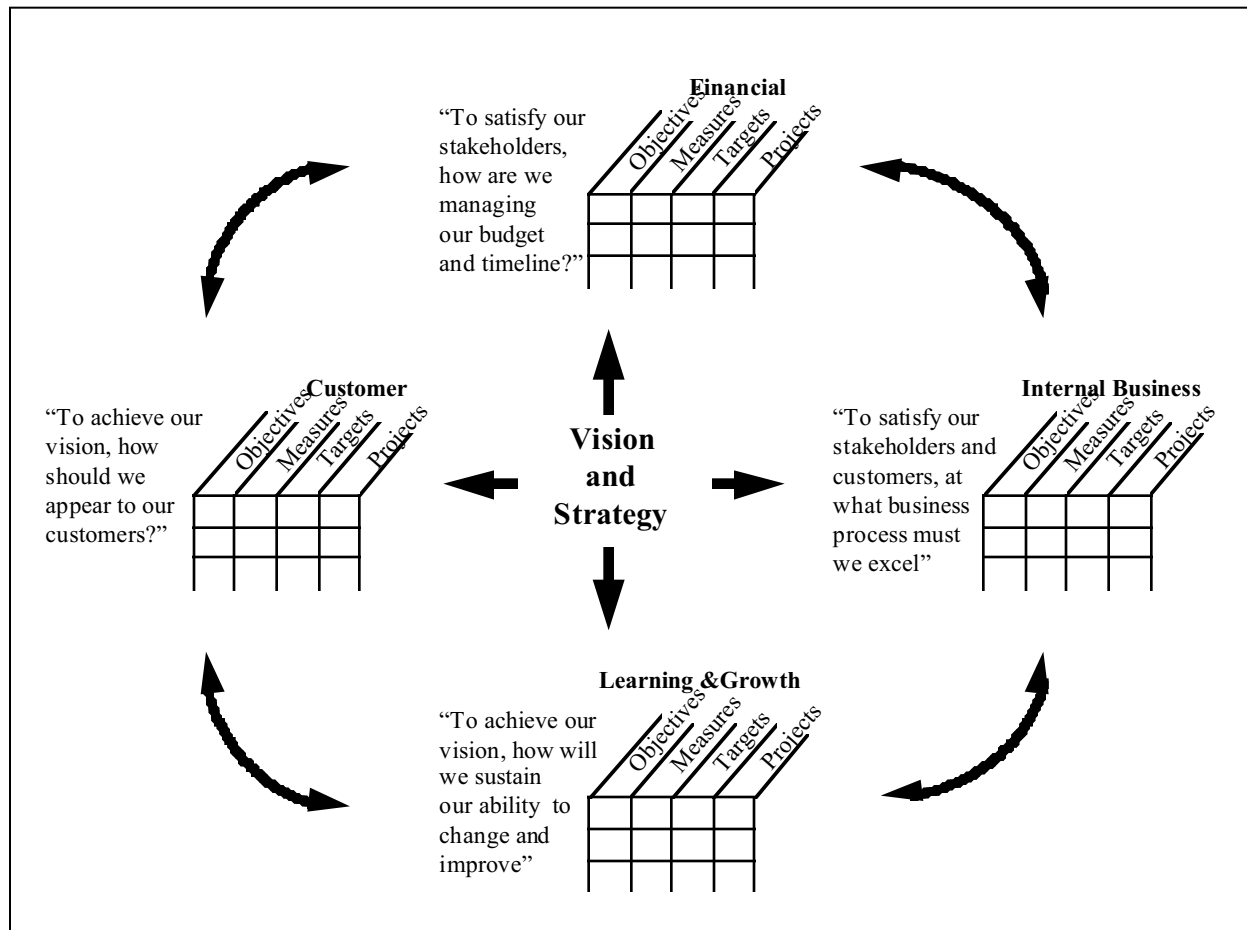 Financial
“To satisfy our
stakeholders,
how are we
managing
our budget
and timeline?”
Objectives
Measures
Targets
Projects
Customer
“To achieve our
vision, how
should we
appear to our
customers?”
Objectives
Measures
Targets
Projects
Vision
and
Strategy
Internal Business
“To satisfy our
stakeholders and
customers, at
what business
process must
we excel”
Objectives
Measures
Targets
Projects
Learning &Growth
“To achieve our
vision, how will
we sustain
our ability to
change and
improve”
Objectives
Measures
Targets
Projects